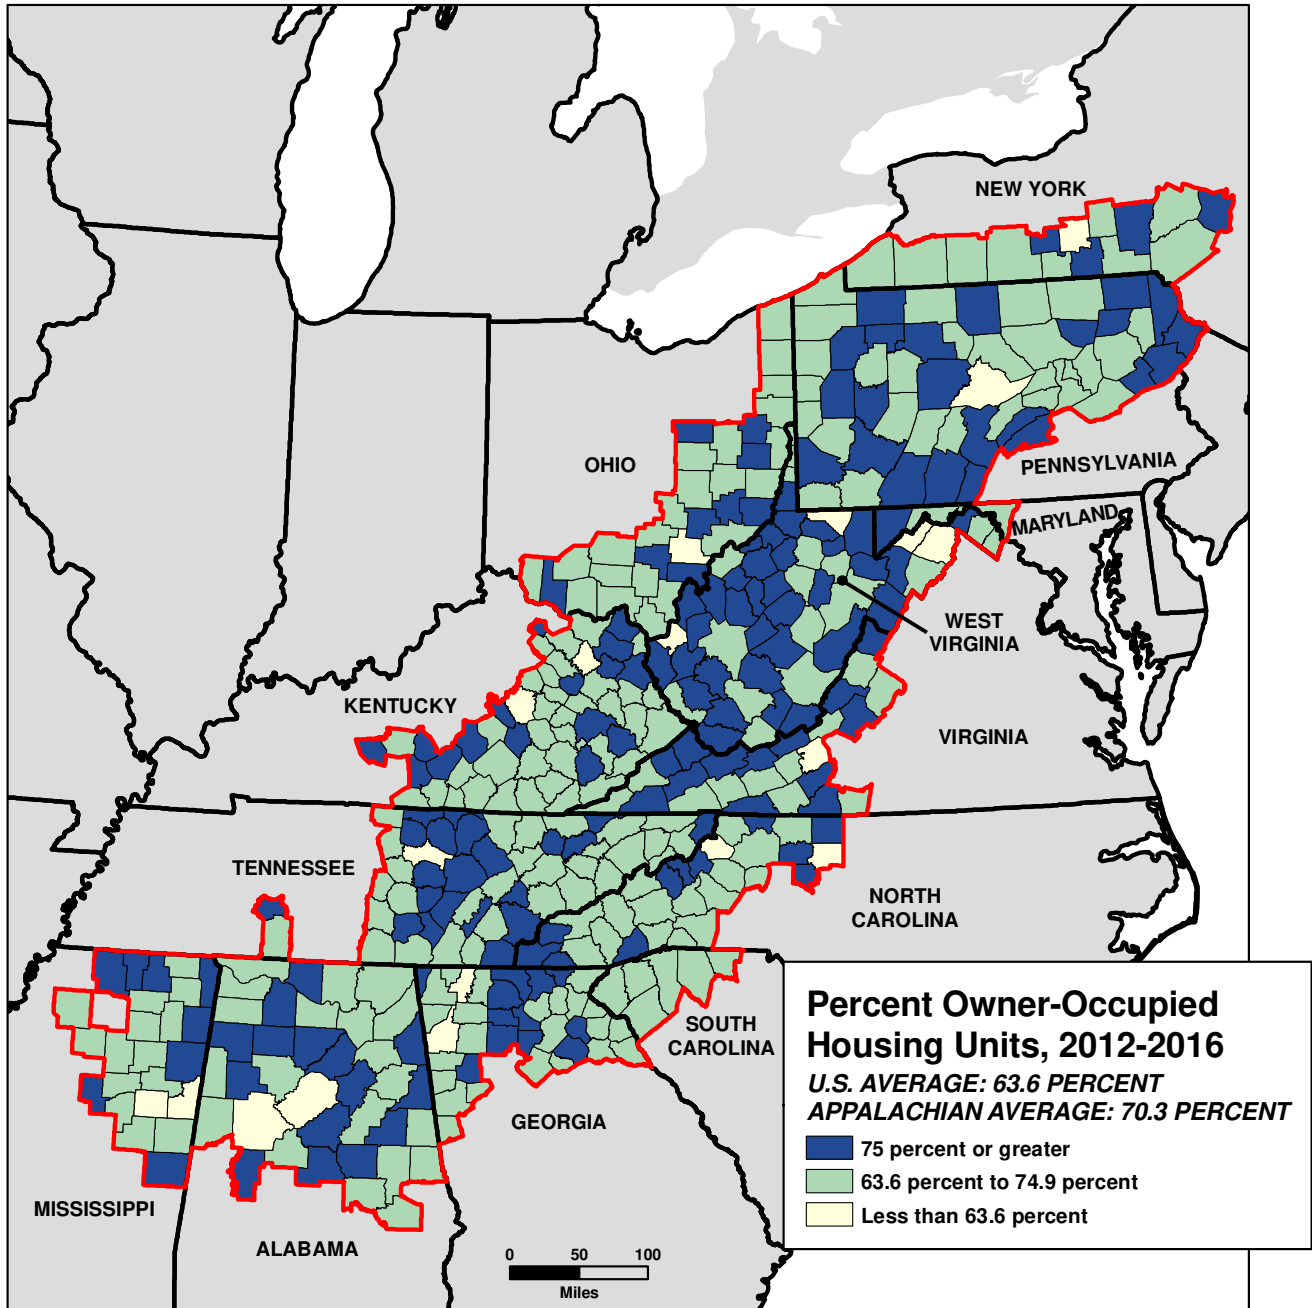 NEW YORK
OHIO
PENNSYLVANIA
MARYLAND
WEST
VIRGINIA
KENTUCKY
VIRGINIA
TENNESSEE
NORTH
CAROLINA
SOUTH
CAROLINA
GEORGIA
MISSISSIPPI
ALABAMA
Percent Owner-Occupied
Housing Units, 2012-2016
U.S. AVERAGE: 63.6 PERCENT
APPALACHIAN AVERAGE: 70.3 PERCENT
75 percent or greater
63.6 percent to 74.9 percent
Less than 63.6 percent
0 50 100
Miles